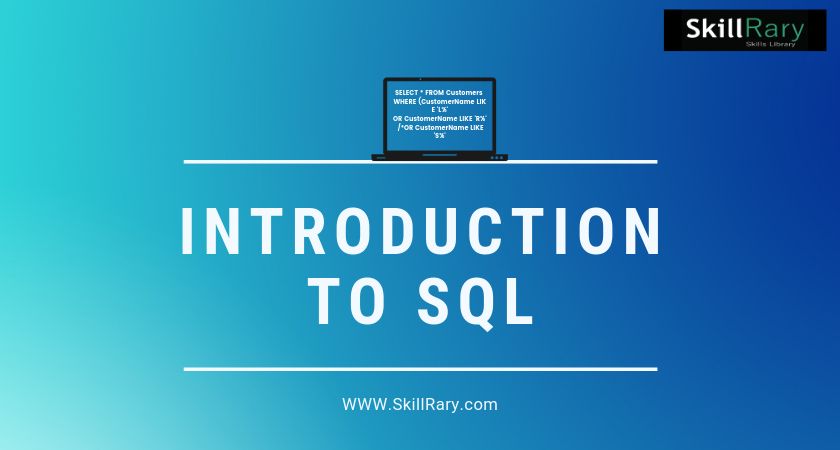 SkillRary
Skills Library
SELECT * FROM Customers
WHERE (CustomerName LIK
E 'L%'
OR CustomerName LIKE 'R%'
/*OR CustomerName LIKE
'S%'
INTRODUCTION
TO SQL
WWW.SkillRary.com